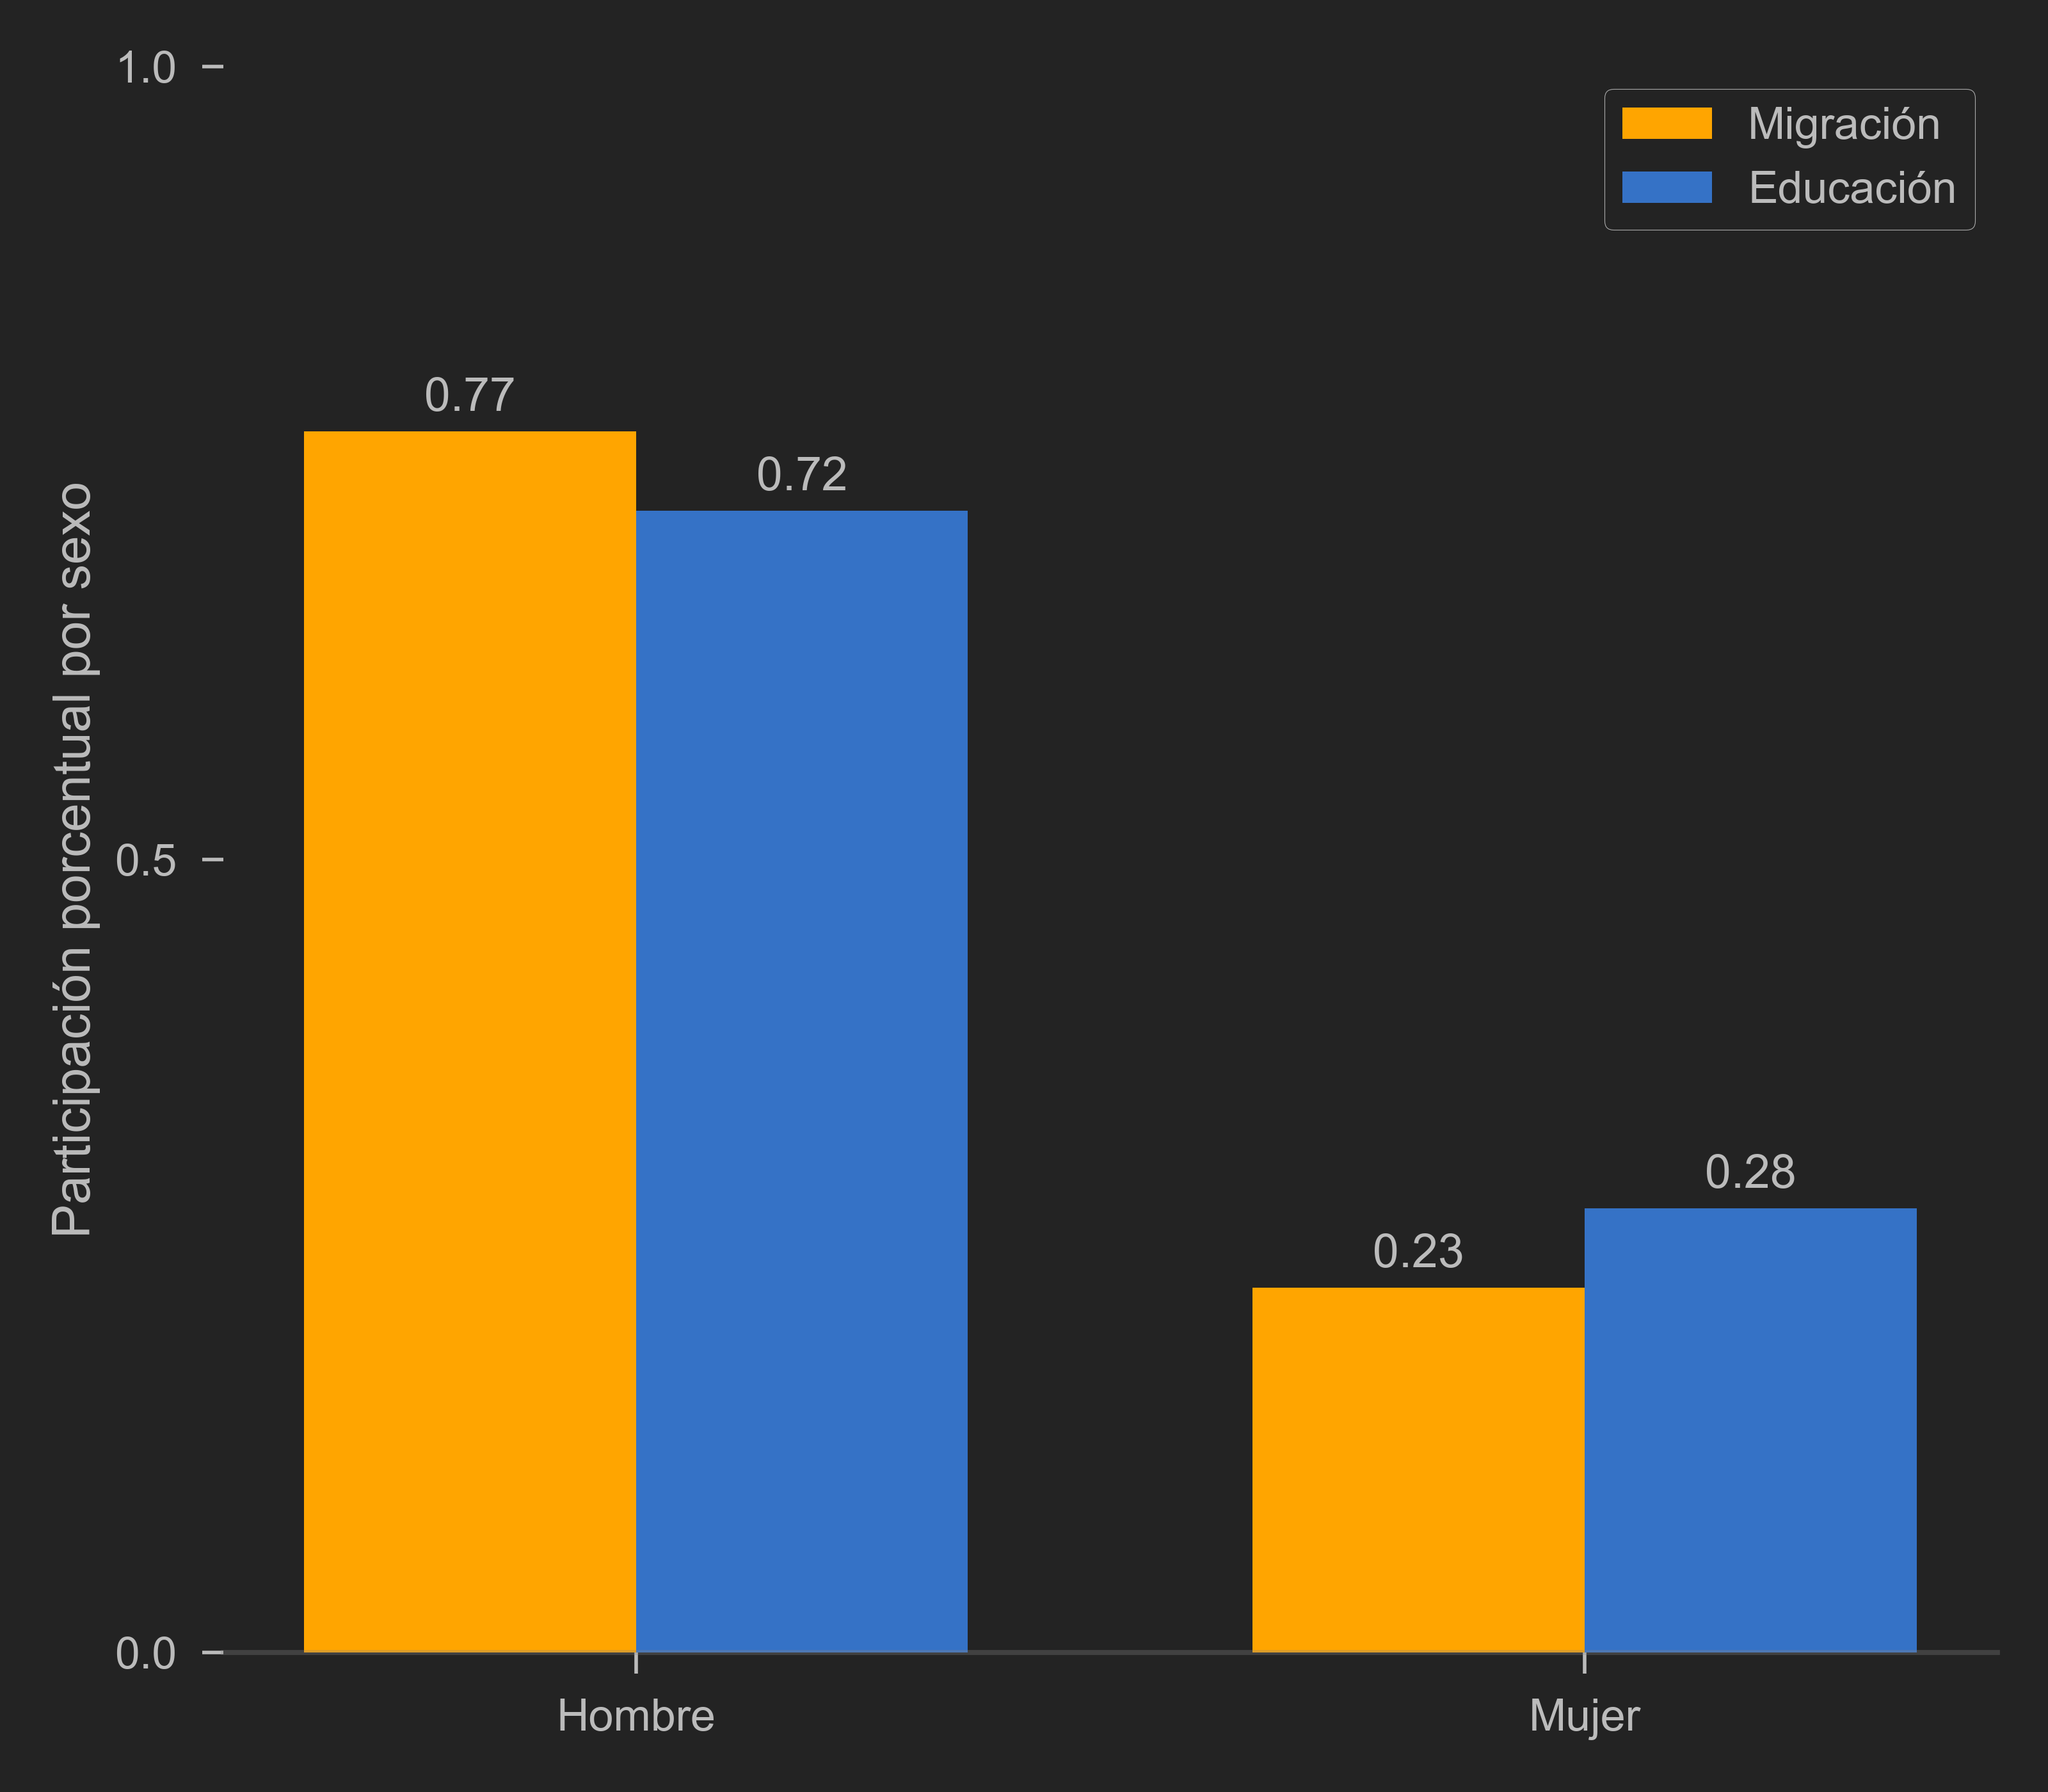 Participación porcentual por sexo
1.0
0.5
0.0
Migración
Educación
0.77
0.72
0.23
0.28
Hombre
Mujer